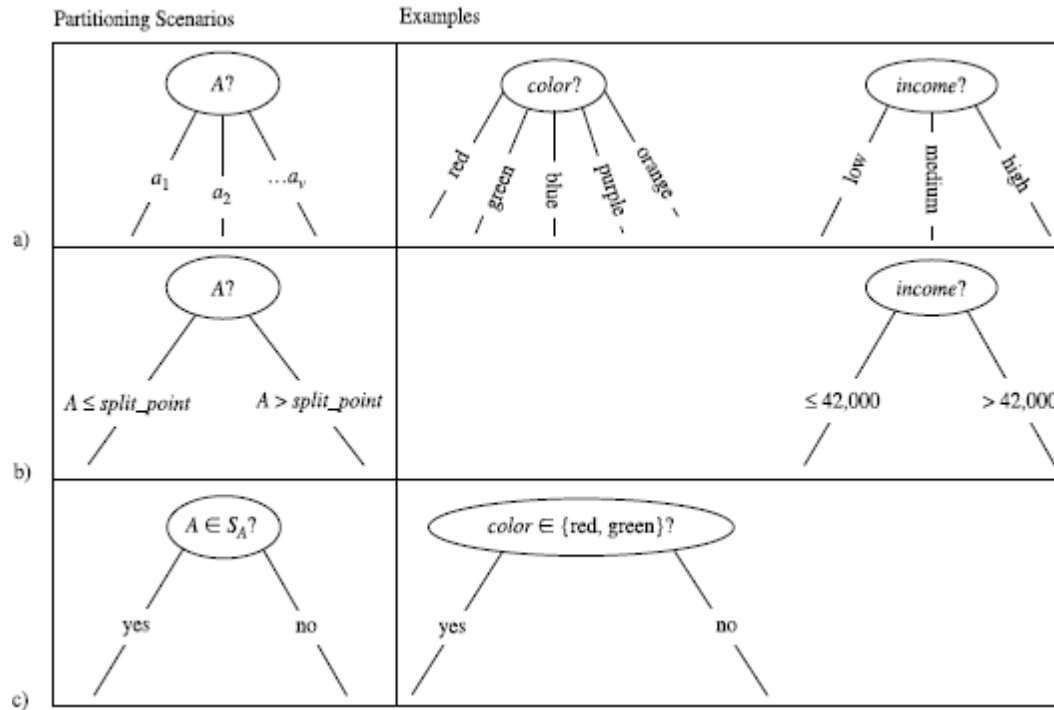 Partitioning Scenarios Examples
A? color? income?
a₁ a₂ …aᵥ red green blue purple orange low medium high
a)
A? income?
A ≤ split_point A > split_point ≤ 42,000 > 42,000
b)
A ∈ S_A? color ∈ {red, green}?
yes no yes no
c)